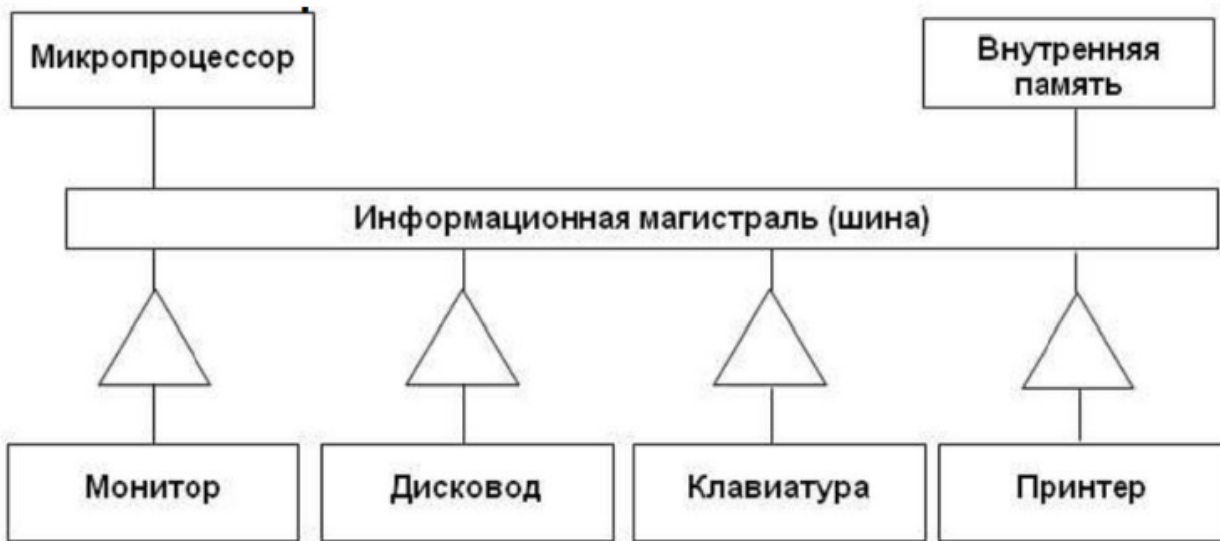 Микропроцессор
Внутренняя
память
Информационная магистраль (шина)
Монитор
Дисковод
Клавиатура
Принтер